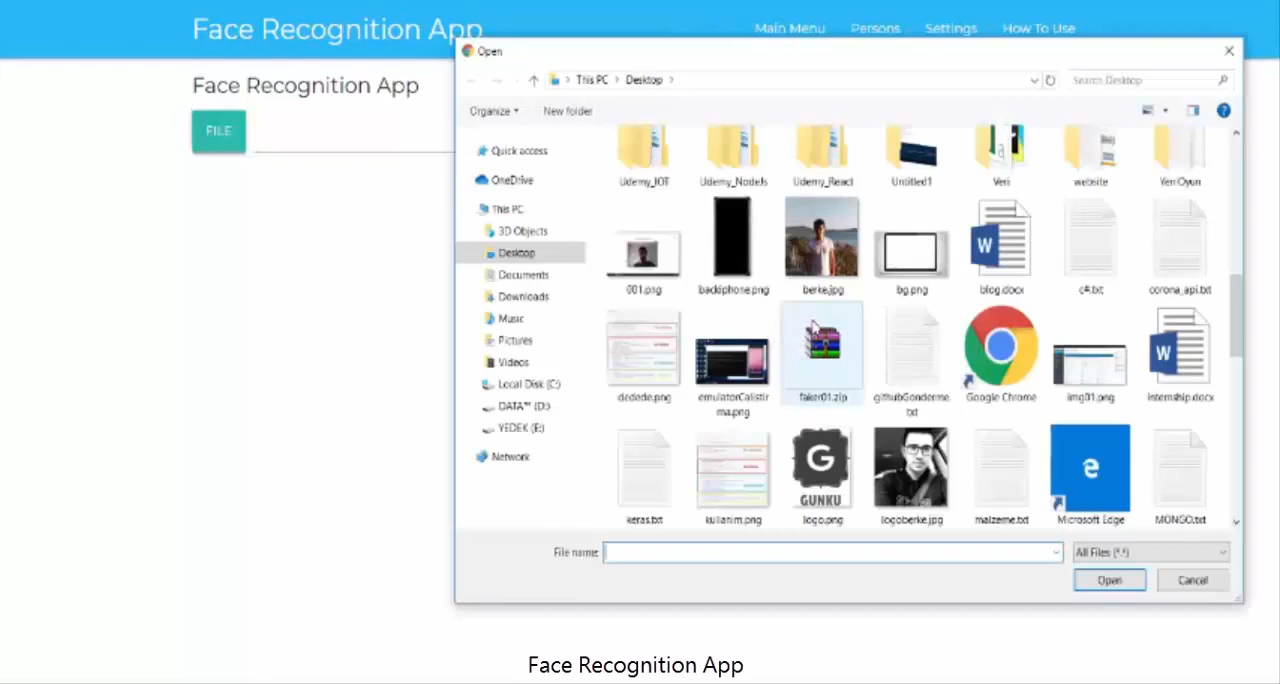 Face Recognition App
Main Menu Persons Settings How To Use
Face Recognition App
FILE
Open
This PC Desktop
Search Desktop
Organize New folder
Quick access
OneDrive
This PC
3D Objects
Desktop
Documents
Downloads
Music
Pictures
Videos
Local Disk (C:)
DATA™ (D:)
YEDEK (E:)
Network
Udemy_IOT Udemy_NodeJs Udemy_React Untitled1 Veri website YeniOyun
001.png backdiphone.png berke.jpg bg.png blog.docx c#.txt corona_api.txt
dedede.png emulatorCalistirma.png faker01.zip githubGonderme.txt Google Chrome img01.png internship.docx
G
GUNKU
keras.txt kullanim.png logo.png logoberke.jpg malzeme.txt Microsoft Edge MONGO.txt
File name: All Files (*.*)
Open Cancel
Face Recognition App